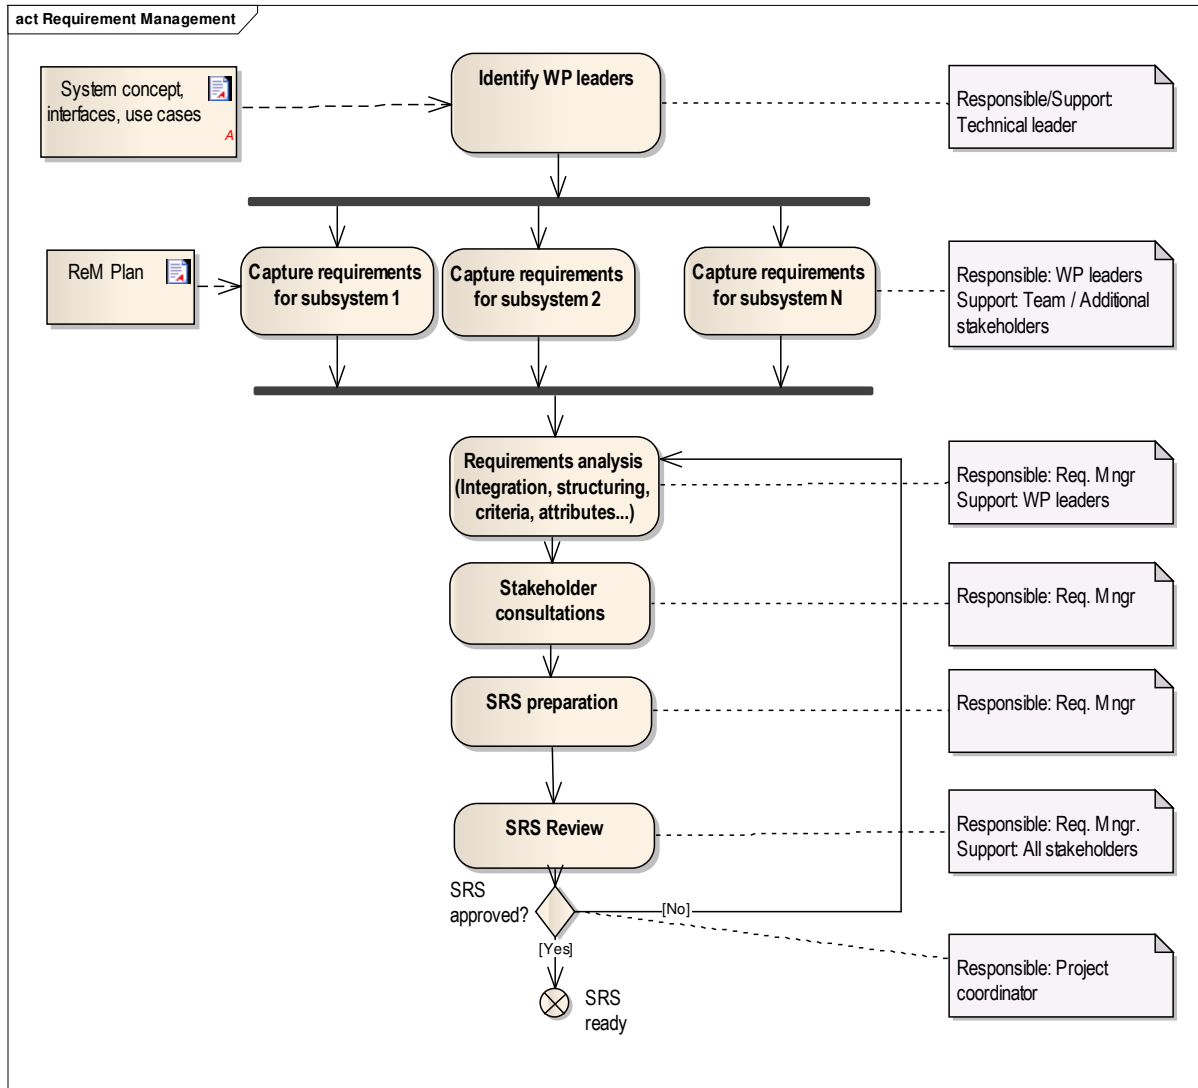 act Requirement Management
System concept,
interfaces, use cases
A
Identify WP leaders
Responsible/Support:
Technical leader
ReM Plan
Capture requirements
for subsystem 1
Capture requirements
for subsystem 2
Capture requirements
for subsystem N
Responsible: WP leaders
Support: Team / Additional
stakeholders
Requirements analysis
(Integration, structuring,
criteria, attributes...)
Responsible: Req. Mngr
Support: WP leaders
Stakeholder
consultations
Responsible: Req. Mngr
SRS preparation
Responsible: Req. Mngr
SRS Review
Responsible: Req. Mngr.
Support: All stakeholders
SRS
approved?
[No]
[Yes]
Responsible: Project
coordinator
SRS
ready